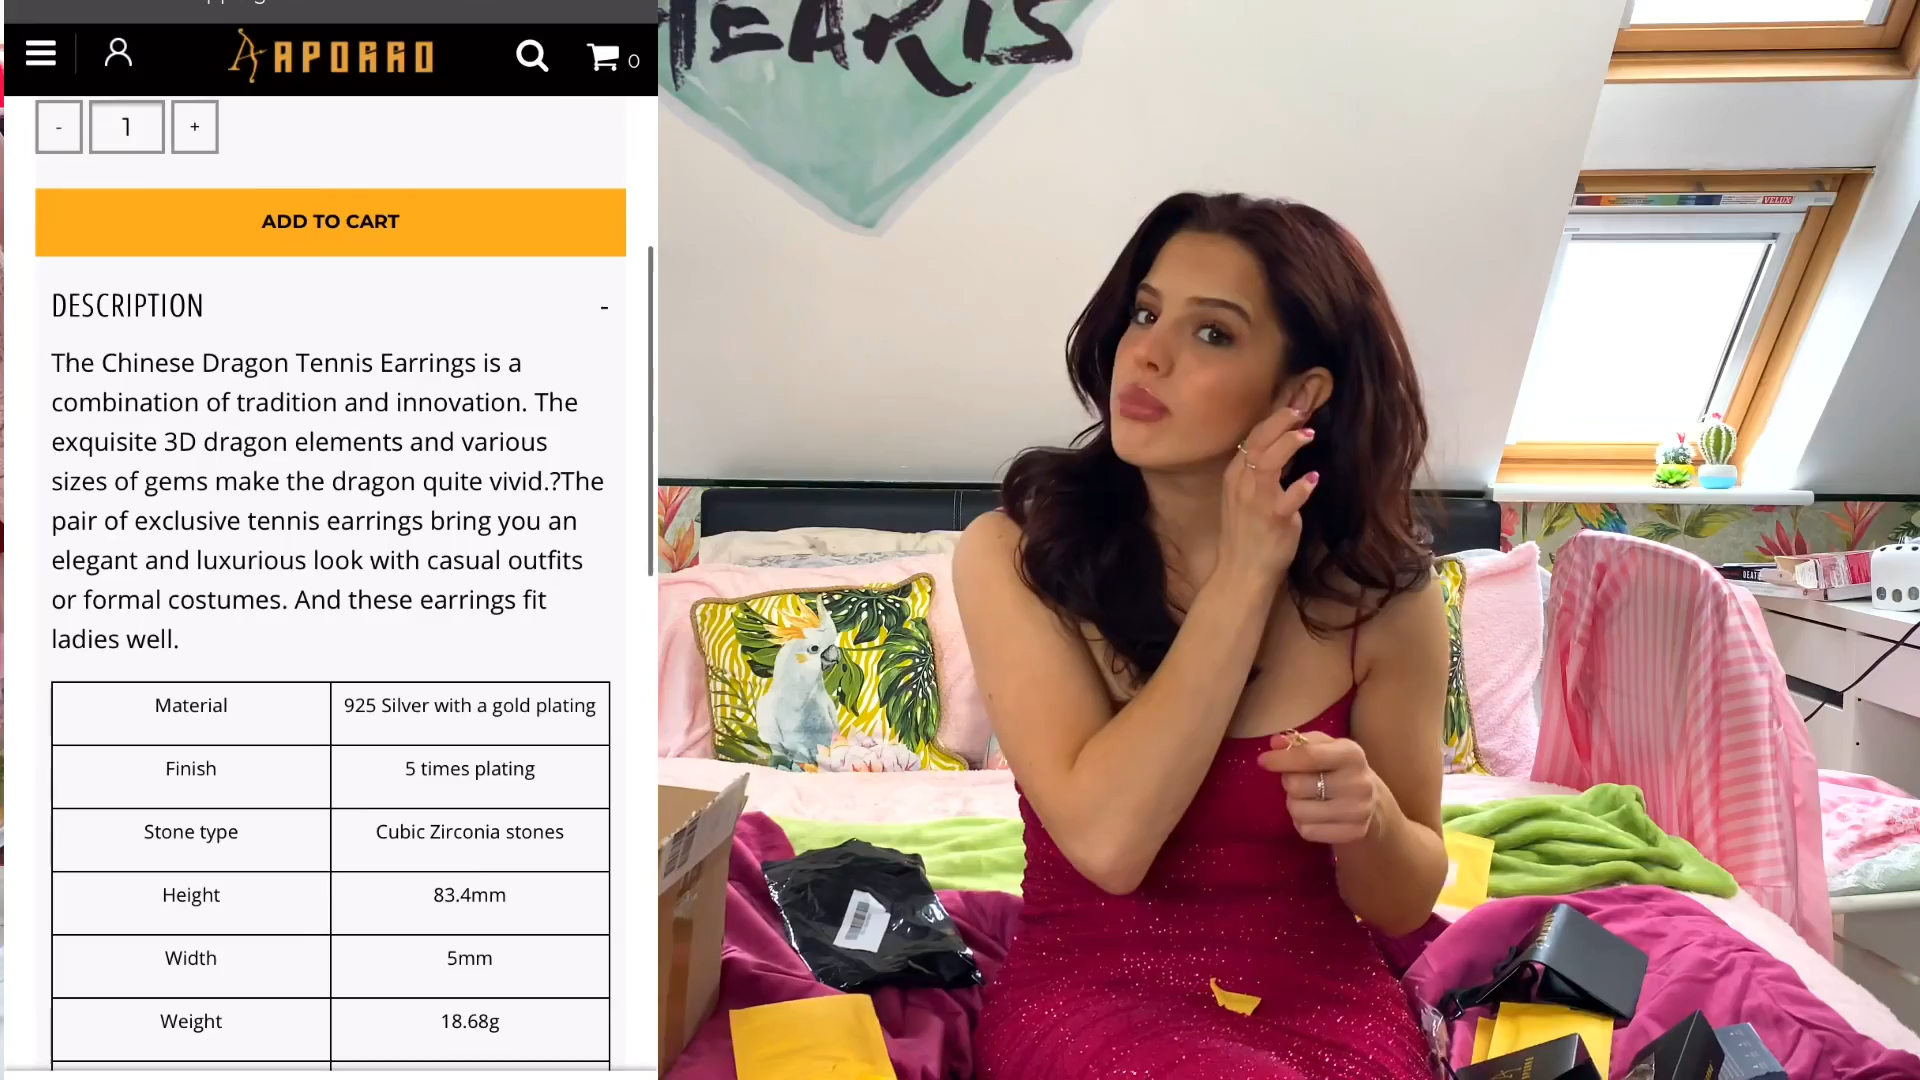 APORRO
0
- 1 +
ADD TO CART
DESCRIPTION -
The Chinese Dragon Tennis Earrings is a
combination of tradition and innovation. The
exquisite 3D dragon elements and various
sizes of gems make the dragon quite vivid.?The
pair of exclusive tennis earrings bring you an
elegant and luxurious look with casual outfits
or formal costumes. And these earrings fit
ladies well.
Material 925 Silver with a gold plating
Finish 5 times plating
Stone type Cubic Zirconia stones
Height 83.4mm
Width 5mm
Weight 18.68g
HEARTS
VELUX